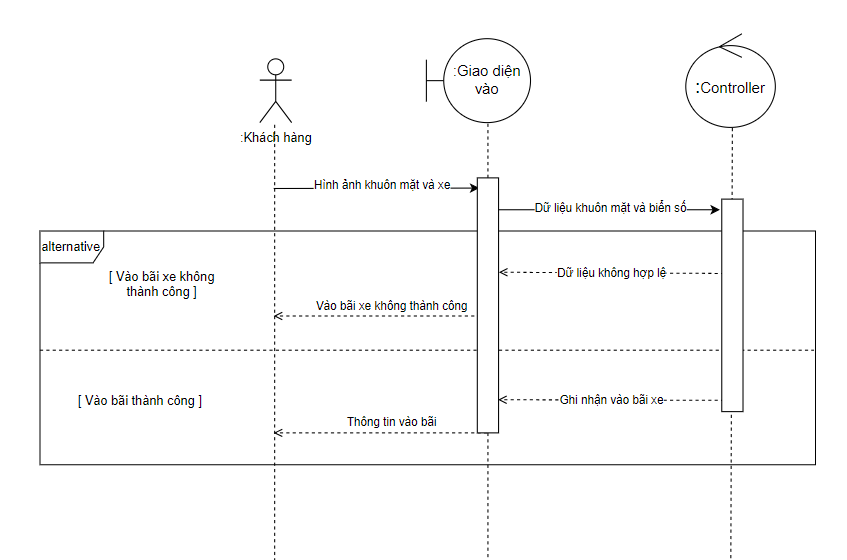 :Giao diện
vào
:Controller
:Khách hàng
Hình ảnh khuôn mặt và xe
Dữ liệu khuôn mặt và biển số
alternative
[ Vào bãi xe không
thành công ]
Dữ liệu không hợp lệ
Vào bãi xe không thành công
[ Vào bãi thành công ]
Ghi nhận vào bãi xe
Thông tin vào bãi